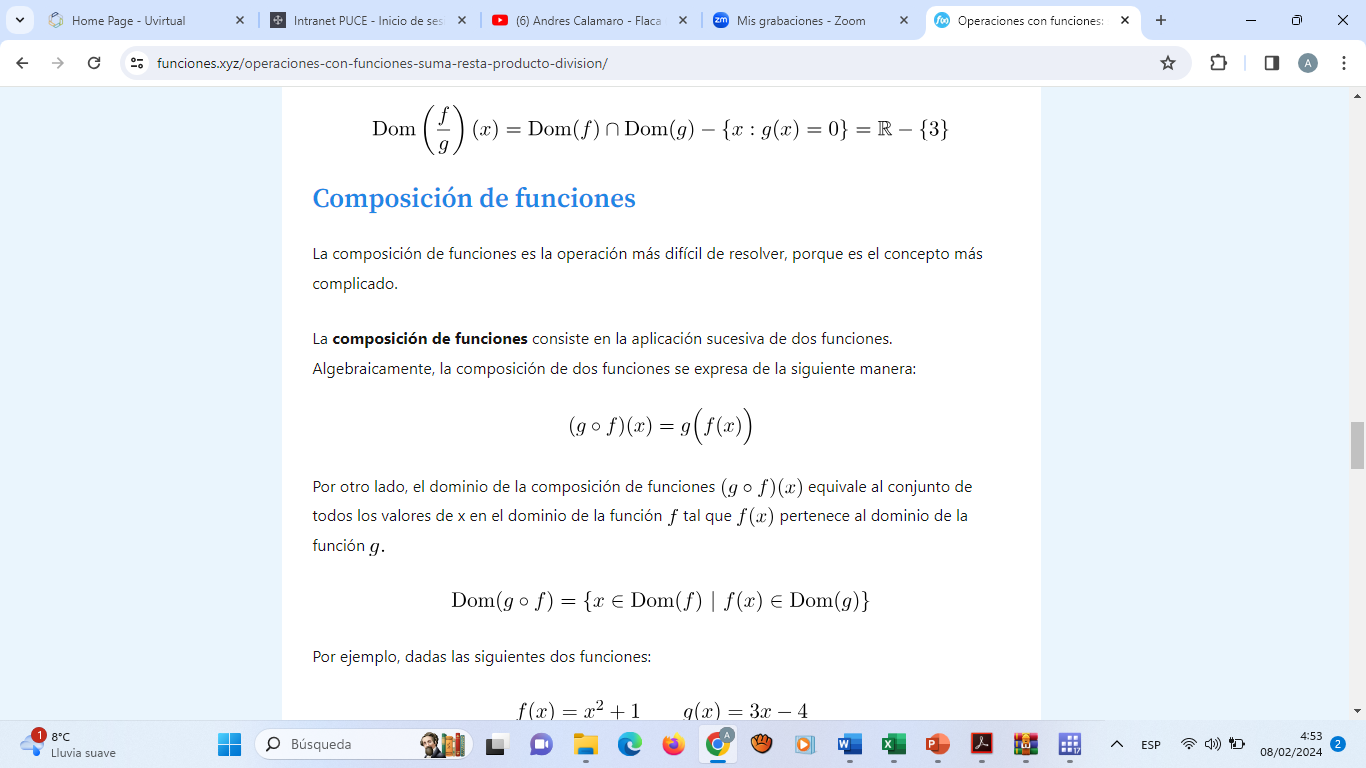 Home Page - Uvirtual
Intranet PUCE - Inicio de ses
(6) Andres Calamaro - Flaca
zm
Mis grabaciones - Zoom
f(x)
Operaciones con funciones:
funciones.xyz/operaciones-con-funciones-suma-resta-producto-division/
A
Dom (f/g) (x) = Dom(f) ∩ Dom(g) − {x : g(x) = 0} = ℝ − {3}
Composición de funciones
La composición de funciones es la operación más difícil de resolver, porque es el concepto más
complicado.
La composición de funciones consiste en la aplicación sucesiva de dos funciones.
Algebraicamente, la composición de dos funciones se expresa de la siguiente manera:
(g ∘ f)(x) = g(f(x))
Por otro lado, el dominio de la composición de funciones (g ∘ f)(x) equivale al conjunto de
todos los valores de x en el dominio de la función f tal que f(x) pertenece al dominio de la
función g.
Dom(g ∘ f) = {x ∈ Dom(f) | f(x) ∈ Dom(g)}
Por ejemplo, dadas las siguientes dos funciones:
f(x) = x² + 1 g(x) = 3x − 4
1
8°C
Lluvia suave
Búsqueda
A
ESP
4:53
08/02/2024
2